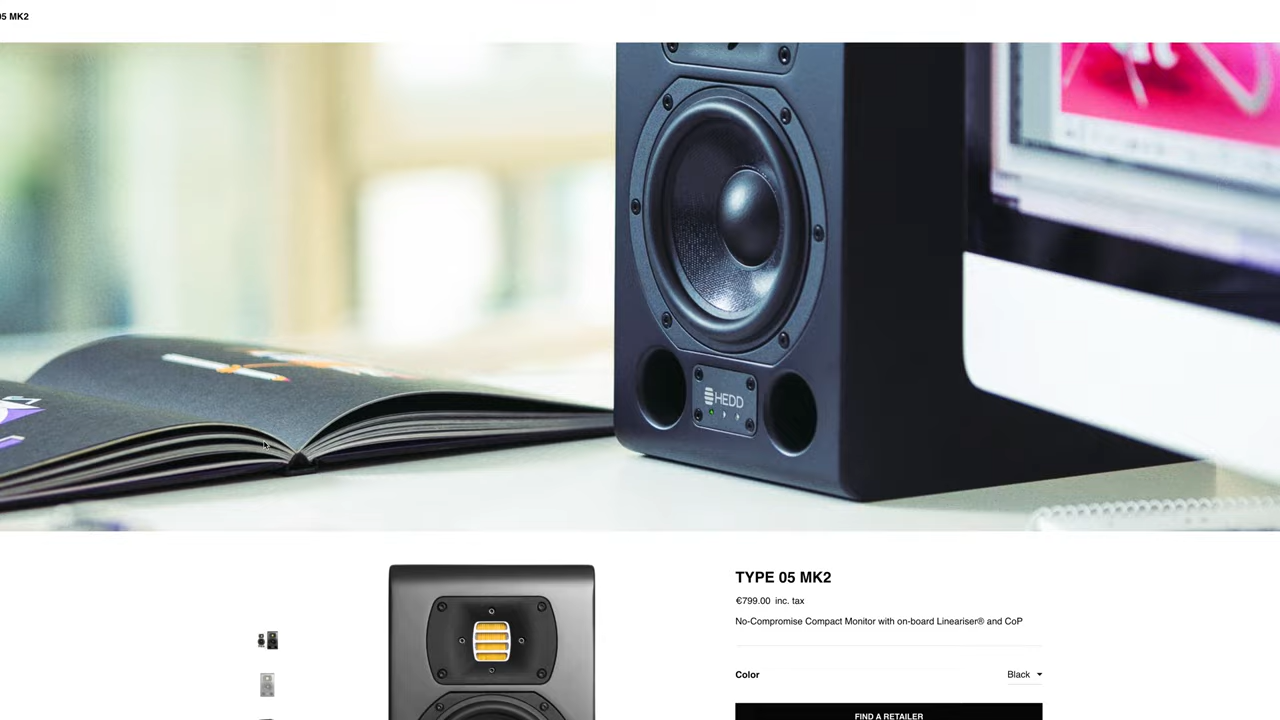 05 MK2
HEDD
TYPE 05 MK2
€799.00 inc. tax
No-Compromise Compact Monitor with on-board Lineariser® and CoP
Color
Black
FIND A RETAILER